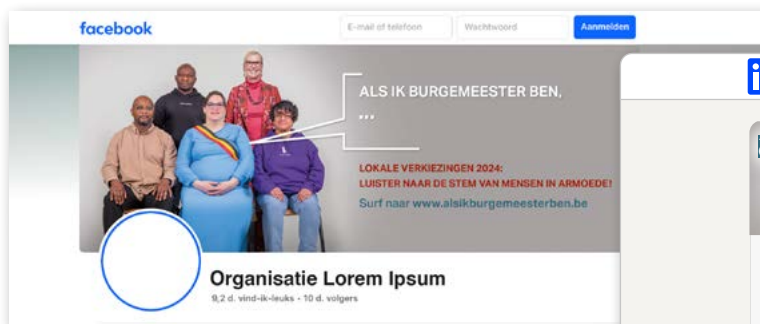 facebook
E-mail of telefoon
Wachtwoord
Aanmelden
ALS IK BURGEMEESTER BEN,
...
LOKALE VERKIEZINGEN 2024:
LUISTER NAAR DE STEM VAN MENSEN IN ARMOEDE!
Surf naar www.alsikburgemeesterben.be
Organisatie Lorem Ipsum
9,2 d. vind-ik-leuks - 10 d. volgers